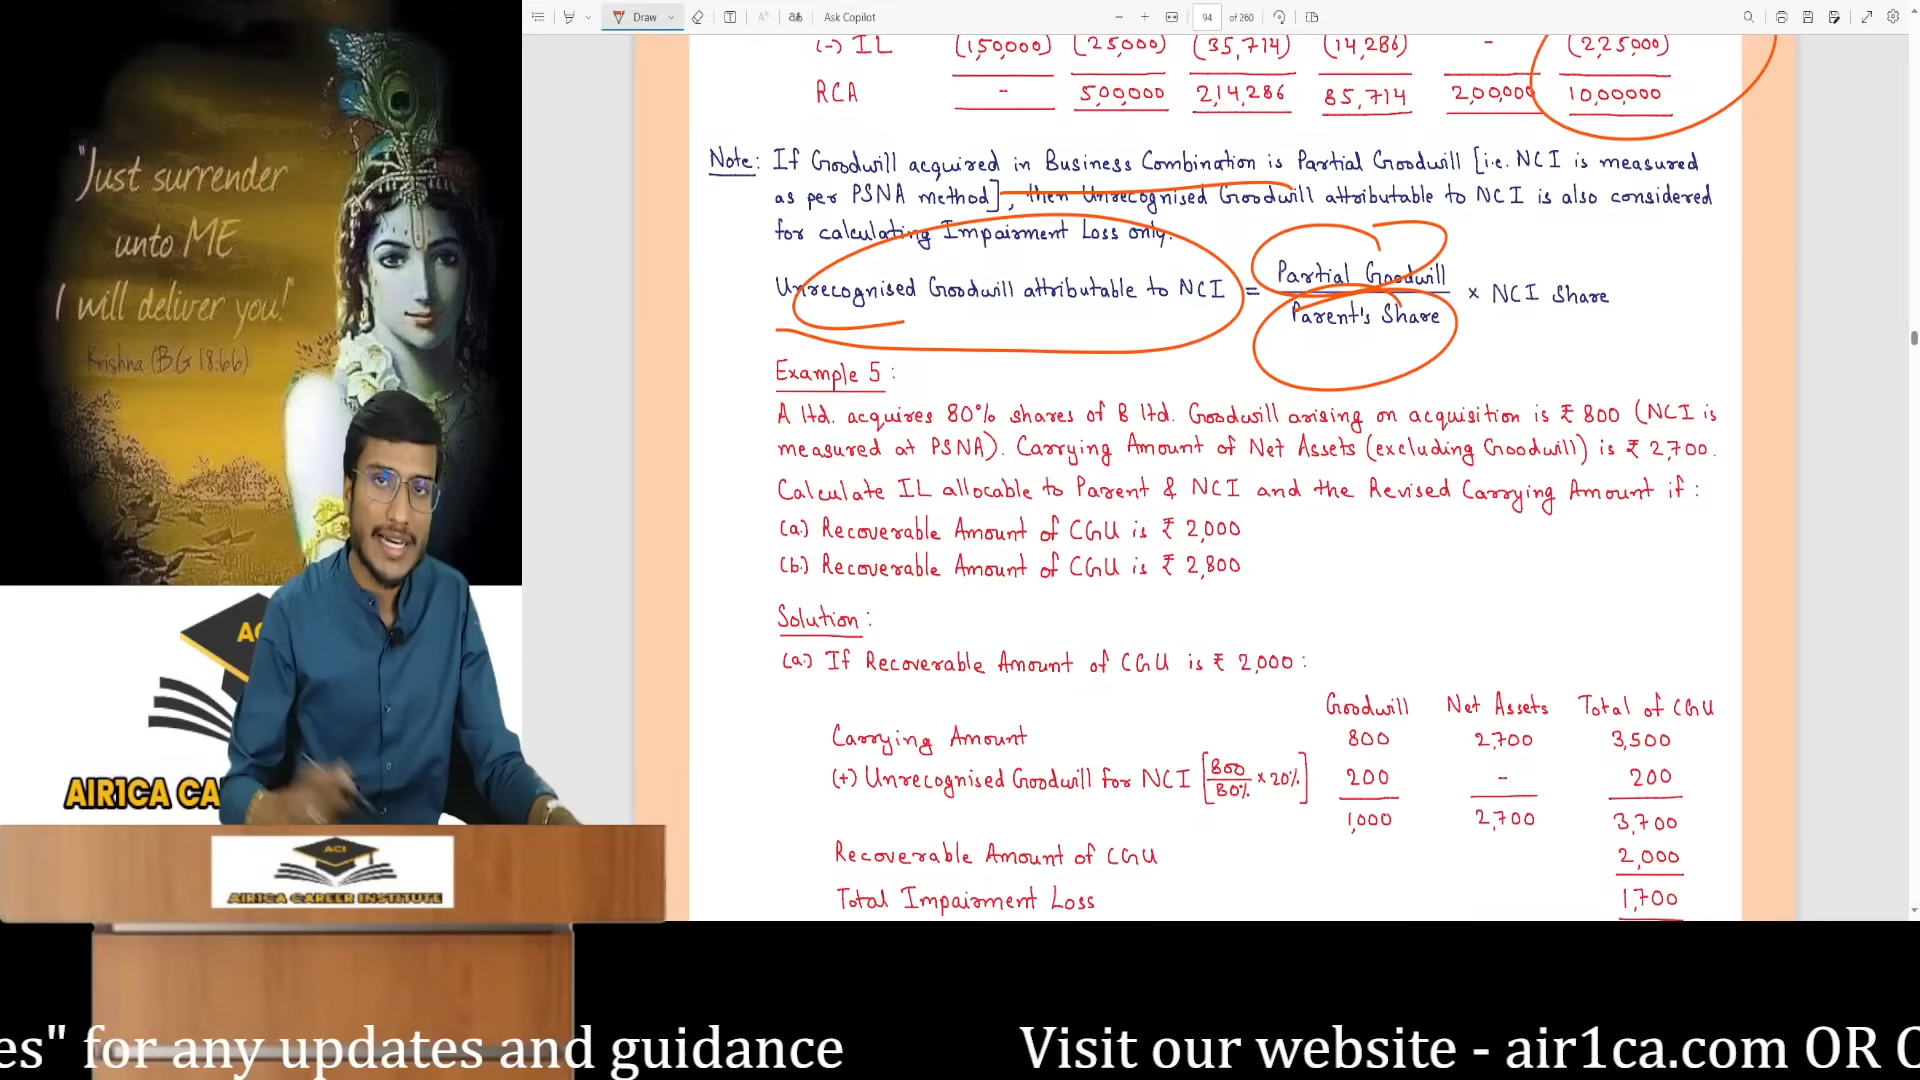 "Just surrender
unto ME
I will deliver you!"
- Krishna (B.G 18:66)
AIR1CA CA
ACI
AIR1CA CAREER INSTITUTE
Draw
Ask Copilot
94 of 260
(-) IL (1,50,000) (25,000) (35,714) (14,286) - (2,25,000)
RCA - 5,00,000 2,14,286 85,714 2,00,000 10,00,000
Note: If Goodwill acquired in Business Combination is Partial Goodwill [i.e. NCI is measured
as per PSNA method], then Unrecognised Goodwill attributable to NCI is also considered
for calculating Impairment Loss only.
Unrecognised Goodwill attributable to NCI = Partial Goodwill / Parent's Share × NCI Share
Example 5:
A ltd. acquires 80% shares of B ltd. Goodwill arising on acquisition is ₹ 800 (NCI is
measured at PSNA). Carrying Amount of Net Assets (excluding Goodwill) is ₹ 2,700.
Calculate IL allocable to Parent & NCI and the Revised Carrying Amount if:
(a.) Recoverable Amount of CGU is ₹ 2,000
(b.) Recoverable Amount of CGU is ₹ 2,800
Solution:
(a.) If Recoverable Amount of CGU is ₹ 2,000:
Goodwill Net Assets Total of CGU
Carrying Amount 800 2,700 3,500
(+) Unrecognised Goodwill for NCI [800/80% × 20%] 200 - 200
1,000 2,700 3,700
Recoverable Amount of CGU 2,000
Total Impairment Loss 1,700
es" for any updates and guidance Visit our website - air1ca.com OR